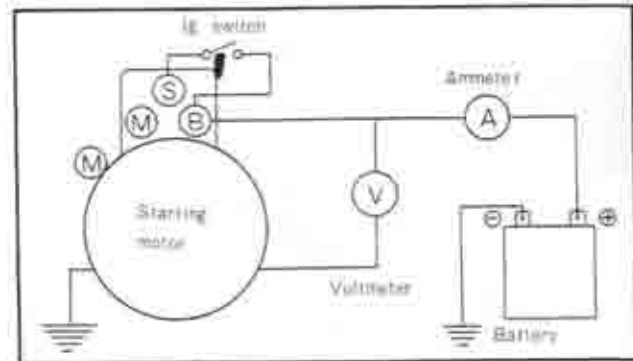 Ig switch
Ammeter
S
M
B
A
M
V
Starting
motor
⊖
⊕
Voltmeter
Battery